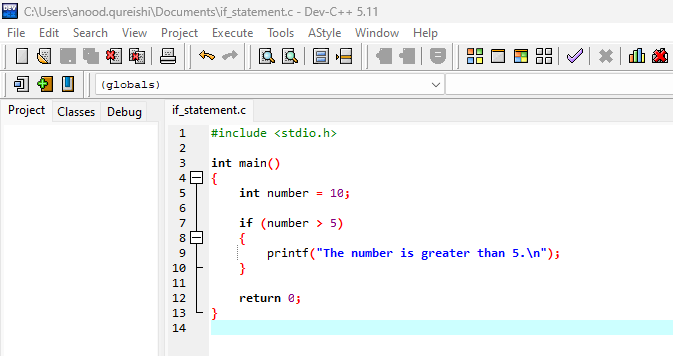 C:\Users\anood.qureishi\Documents\if_statement.c - Dev-C++ 5.11
File Edit Search View Project Execute Tools AStyle Window Help
(globals)
Project Classes Debug if_statement.c
1 #include <stdio.h>
2
3 int main()
4 {
5     int number = 10;
6
7     if (number > 5)
8     {
9         printf("The number is greater than 5.\n");
10     }
11
12     return 0;
13 }
14